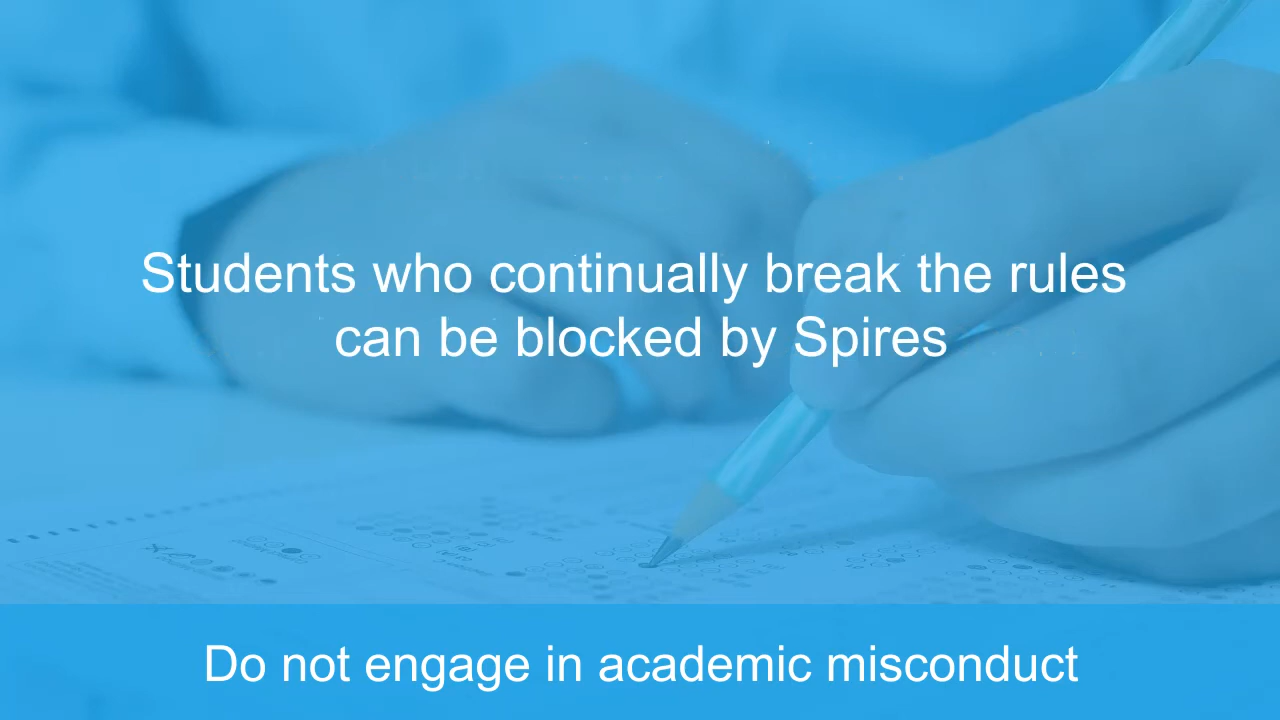 Students who continually break the rules
can be blocked by Spires
Do not engage in academic misconduct